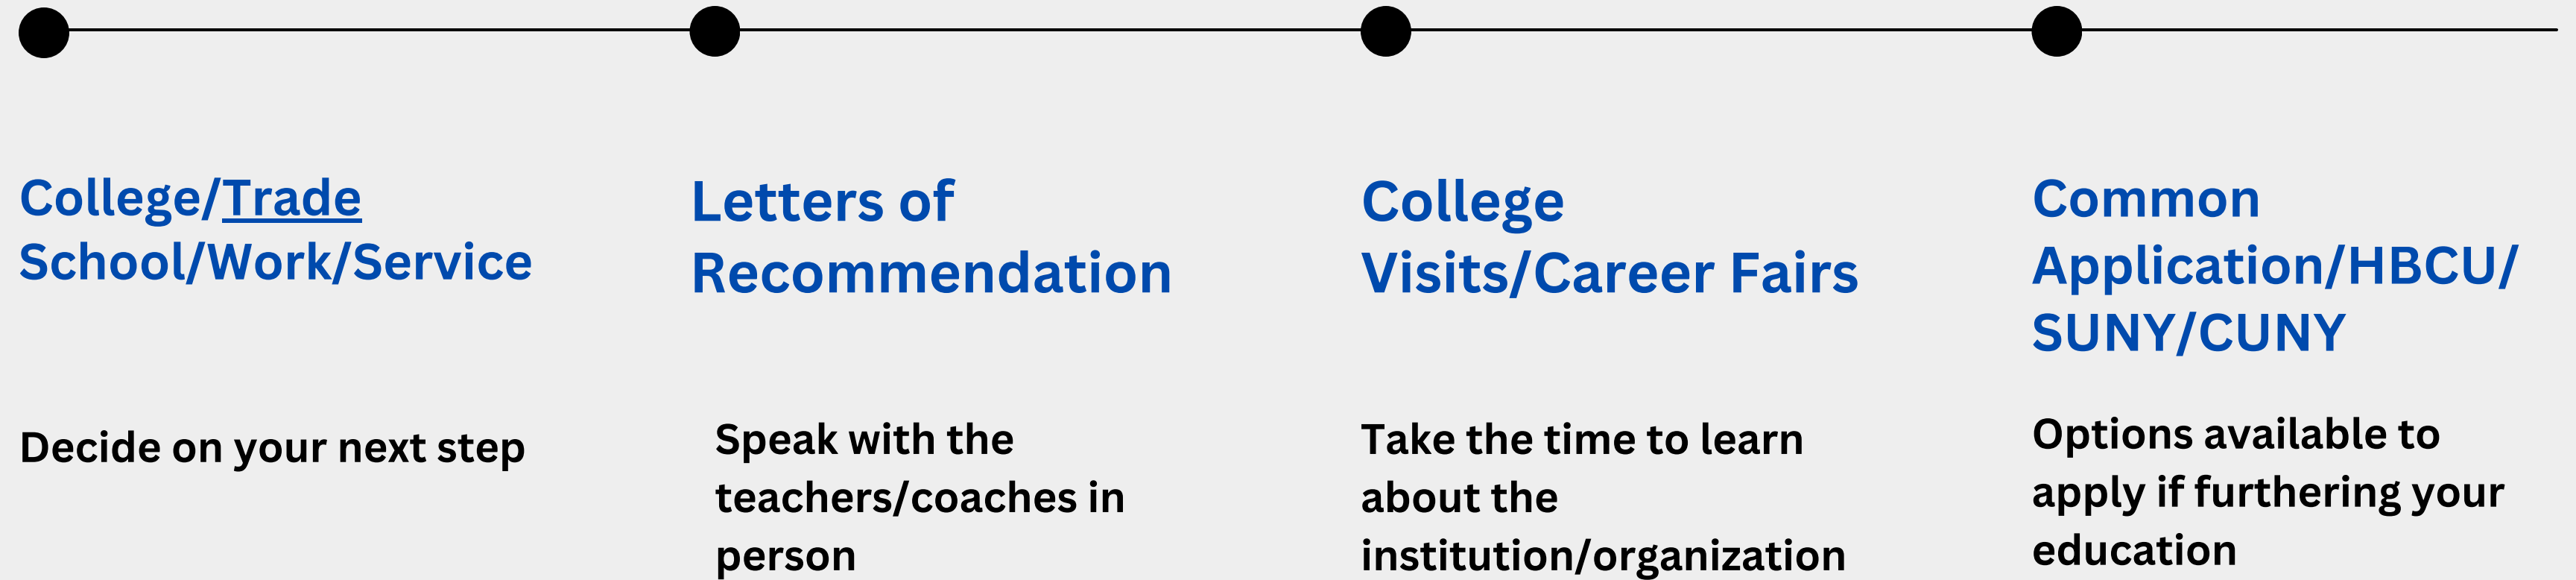 College/Trade
School/Work/Service
Decide on your next step
Letters of
Recommendation
Speak with the
teachers/coaches in
person
College
Visits/Career Fairs
Take the time to learn
about the
institution/organization
Common
Application/HBCU/
SUNY/CUNY
Options available to
apply if furthering your
education